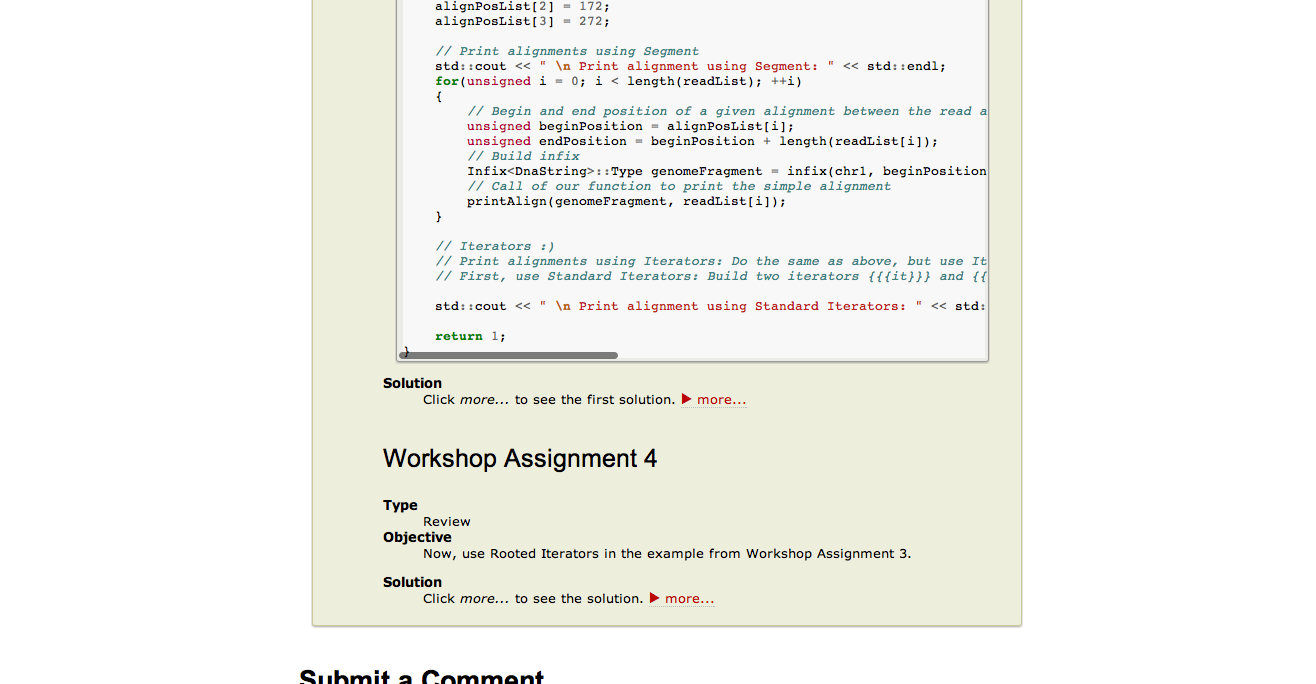 alignPosList[2] = 172;
alignPosList[3] = 272;
// Print alignments using Segment
std::cout << " \n Print alignment using Segment: " << std::endl;
for(unsigned i = 0; i < length(readList); ++i)
{
// Begin and end position of a given alignment between the read a
unsigned beginPosition = alignPosList[i];
unsigned endPosition = beginPosition + length(readList[i]);
// Build infix
Infix<DnaString>::Type genomeFragment = infix(chr1, beginPosition
// Call of our function to print the simple alignment
printAlign(genomeFragment, readList[i]);
}
// Iterators :)
// Print alignments using Iterators: Do the same as above, but use It
// First, use Standard Iterators: Build two iterators {{{it}}} and {{
std::cout << " \n Print alignment using Standard Iterators: " << std:
return 1;
}
Solution
Click more... to see the first solution. ▶ more...
Workshop Assignment 4
Type
Review
Objective
Now, use Rooted Iterators in the example from Workshop Assignment 3.
Solution
Click more... to see the solution. ▶ more...
Submit a Comment